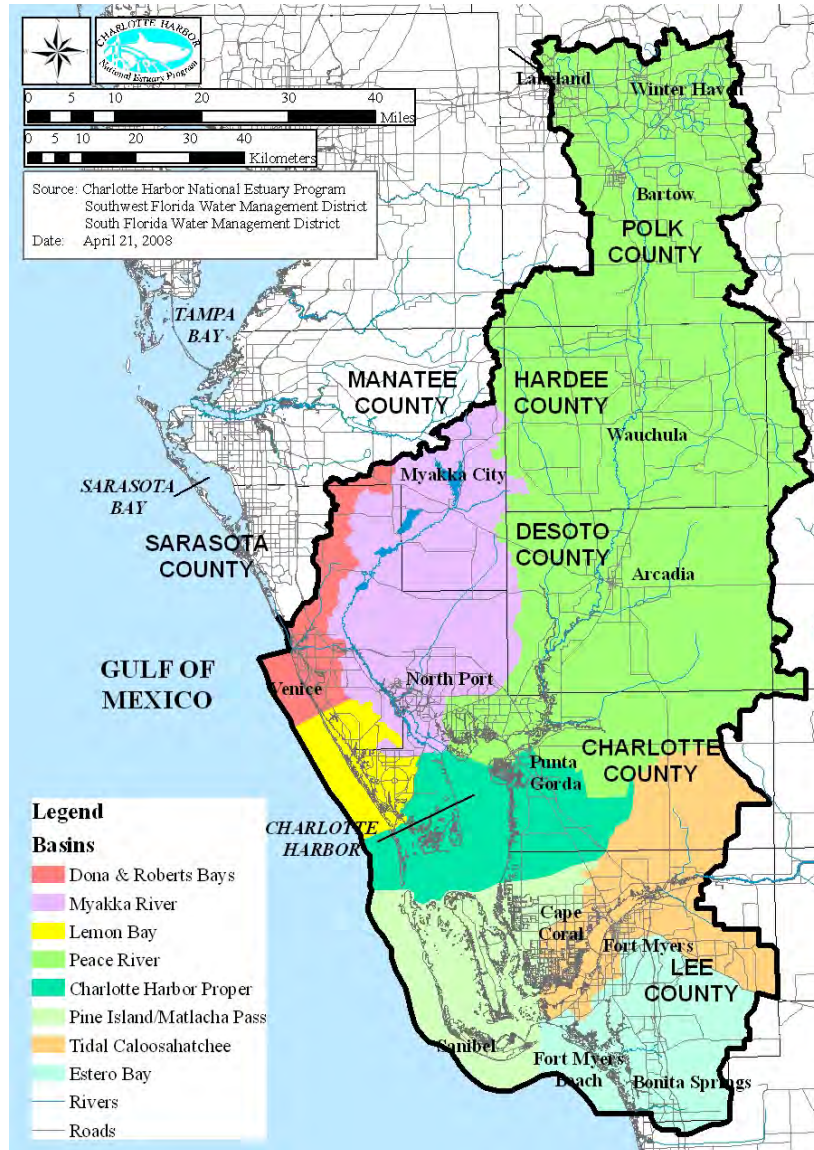 CHARLOTTE HARBOR
National Estuary Program
0 5 10 20 30 40
Miles
0 5 10 20 30 40
Kilometers
Source: Charlotte Harbor National Estuary Program
Southwest Florida Water Management District
South Florida Water Management District
Date: April 21, 2008
Lakeland
Winter Haven
Bartow
POLK
COUNTY
TAMPA
BAY
MANATEE
COUNTY
HARDEE
COUNTY
Wauchula
Myakka City
SARASOTA
BAY
SARASOTA
COUNTY
DESOTO
COUNTY
Arcadia
GULF OF
MEXICO
Venice
North Port
CHARLOTTE
COUNTY
Punta
Gorda
CHARLOTTE
HARBOR
Cape
Coral
Fort Myers
LEE
COUNTY
Sanibel
Fort Myers
Beach
Bonita Springs
Legend
Basins
Dona & Roberts Bays
Myakka River
Lemon Bay
Peace River
Charlotte Harbor Proper
Pine Island/Matlacha Pass
Tidal Caloosahatchee
Estero Bay
Rivers
Roads